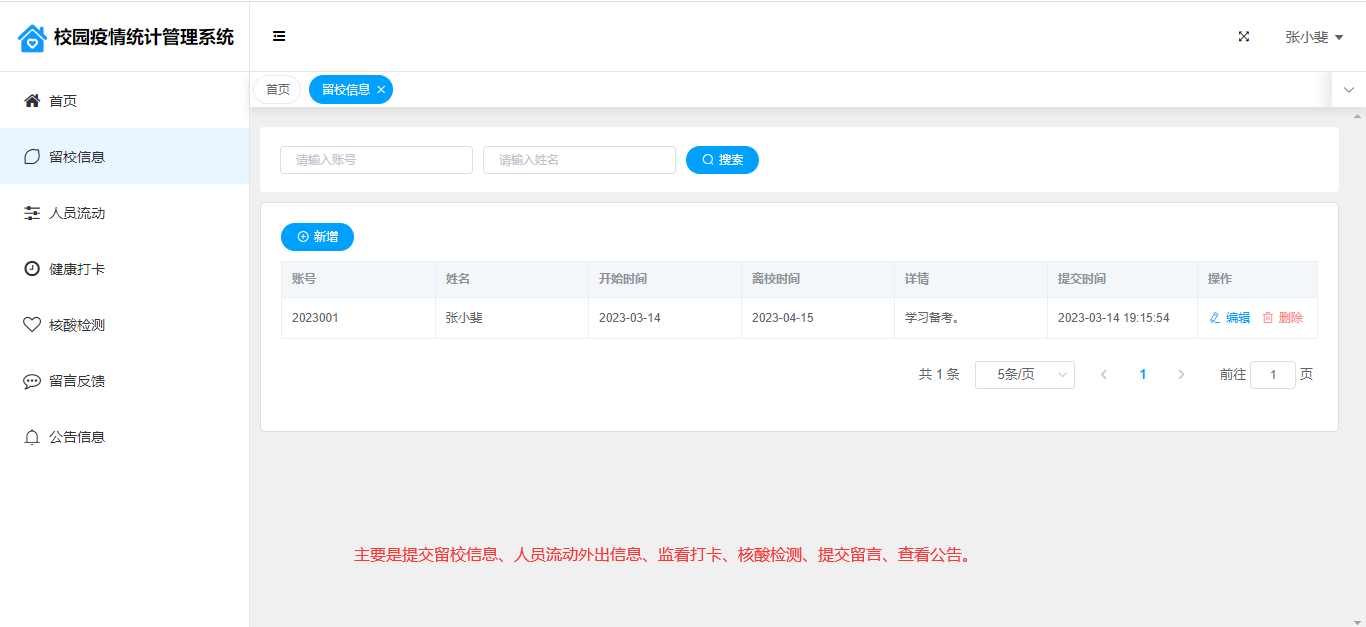 校园疫情统计管理系统
张小斐
首页
留校信息
首页
留校信息
人员流动
健康打卡
核酸检测
留言反馈
公告信息
请输入账号
请输入姓名
搜索
新增
账号 姓名 开始时间 离校时间 详情 提交时间 操作
2023001 张小斐 2023-03-14 2023-04-15 学习备考。 2023-03-14 19:15:54 编辑 删除
共 1 条 5条/页 1 前往 1 页
主要是提交留校信息、人员流动外出信息、监看打卡、核酸检测、提交留言、查看公告。